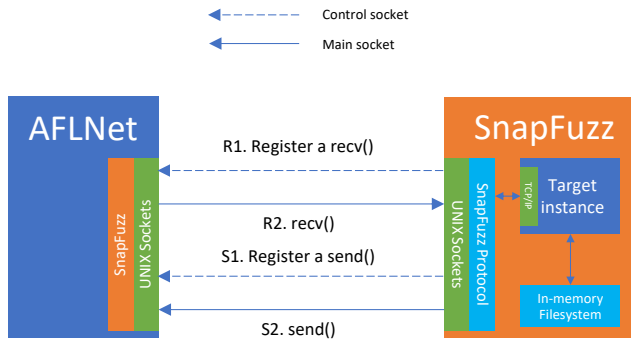 Control socket
Main socket
AFLNet
SnapFuzz
R1. Register a recv()
R2. recv()
S1. Register a send()
S2. send()
SnapFuzz
UNIX Sockets
UNIX Sockets
SnapFuzz Protocol
TCP/IP
Target
instance
In-memory
Filesystem